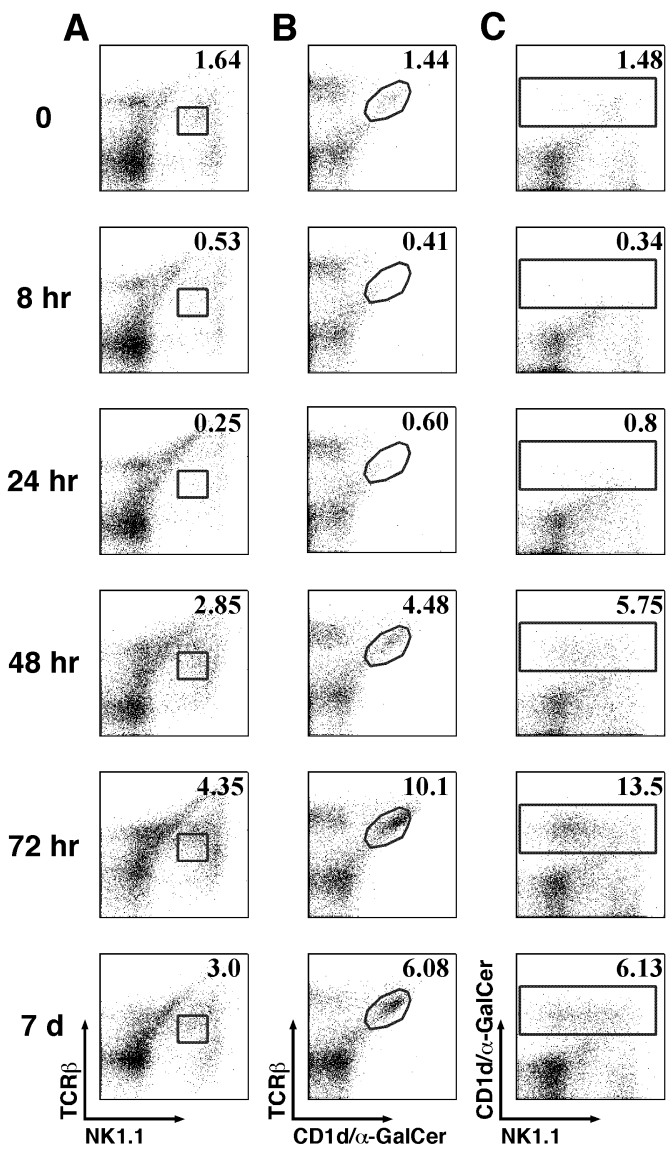 A B C
0 1.64 1.44 1.48
8 hr 0.53 0.41 0.34
24 hr 0.25 0.60 0.8
48 hr 2.85 4.48 5.75
72 hr 4.35 10.1 13.5
7 d 3.0 6.08 6.13
TCRβ TCRβ CD1d/α-GalCer
NK1.1 CD1d/α-GalCer NK1.1